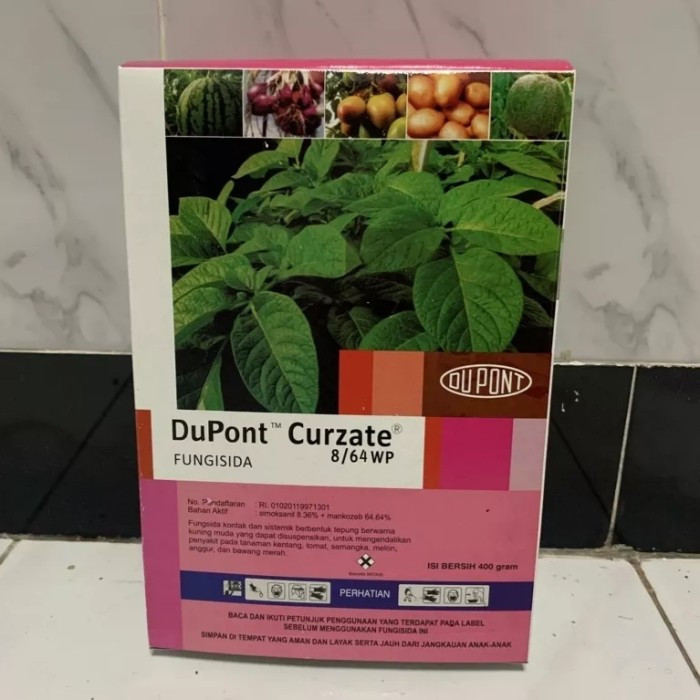 DU PONT
DuPont™ Curzate®
8/64 WP
FUNGISIDA
No. Pendaftaran : RI. 01020119971301
Bahan Aktif : simoksanil 8.36% + mankozeb 64.64%
Fungsida kontak dan sistemik berbentuk tepung berwarna
kuning muda yang dapat disuspensikan, untuk mengendalikan
penyakit pada tanaman kentang, tomat, semangka, melon,
anggur, dan bawang merah.
ISI BERSIH 400 gram
PERHATIAN
BACA DAN IKUTI PETUNJUK PENGGUNAAN YANG TERDAPAT PADA LABEL
SEBELUM MENGGUNAKAN FUNGISIDA INI
SIMPAN DI TEMPAT YANG AMAN DAN LAYAK SERTA JAUH DARI JANGKAUAN ANAK-ANAK